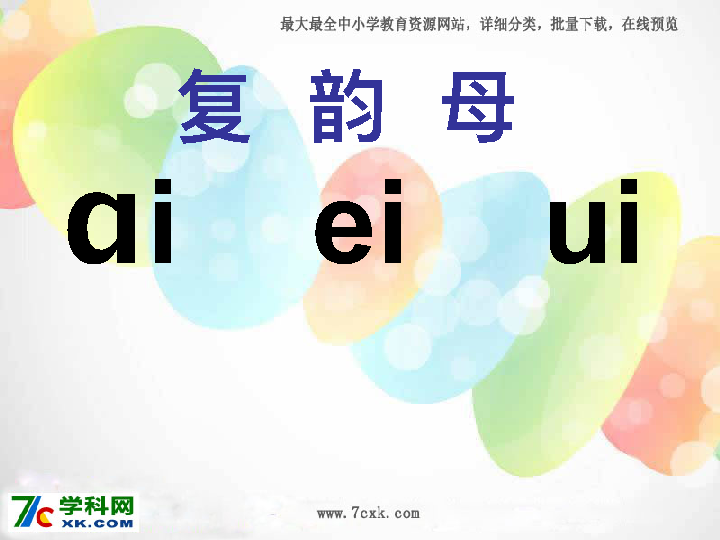 最大最全中小学教育资源网站，详细分类，批量下载，在线预览
复 韵 母
ɑi ei ui
7C 学科网
XK.COM
www.7cxk.com